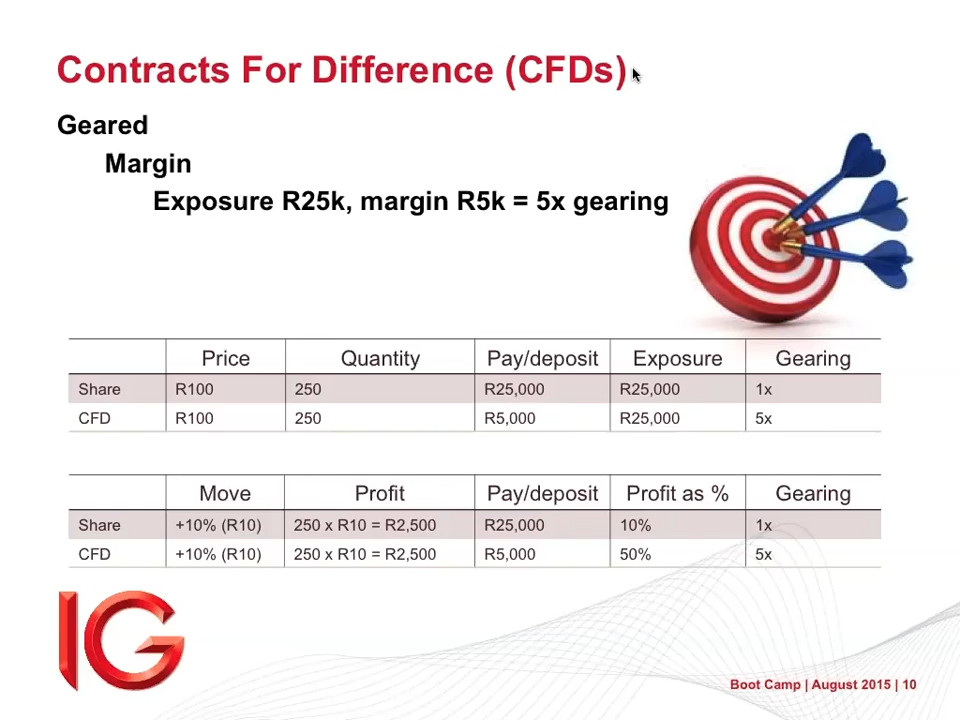 Contracts For Difference (CFDs)
Geared
Margin
Exposure R25k, margin R5k = 5x gearing
Price Quantity Pay/deposit Exposure Gearing
Share R100 250 R25,000 R25,000 1x
CFD R100 250 R5,000 R25,000 5x
Move Profit Pay/deposit Profit as % Gearing
Share +10% (R10) 250 x R10 = R2,500 R25,000 10% 1x
CFD +10% (R10) 250 x R10 = R2,500 R5,000 50% 5x
IG
Boot Camp | August 2015 | 10